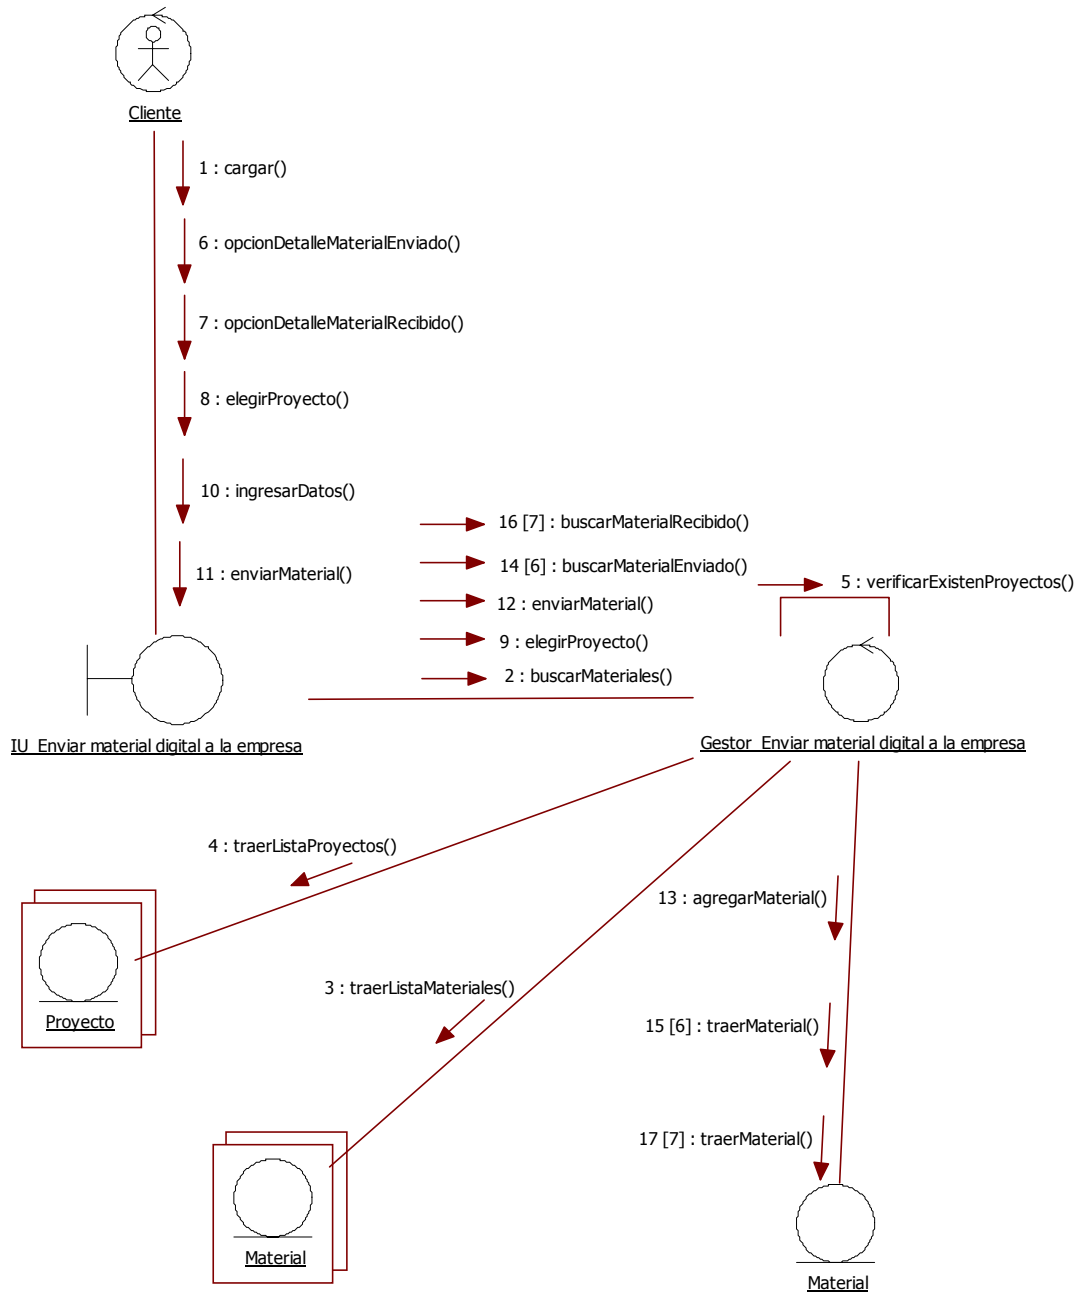 Cliente
1 : cargar()
6 : opcionDetalleMaterialEnviado()
7 : opcionDetalleMaterialRecibido()
8 : elegirProyecto()
10 : ingresarDatos()
11 : enviarMaterial()
16 [7] : buscarMaterialRecibido()
14 [6] : buscarMaterialEnviado()
12 : enviarMaterial()
9 : elegirProyecto()
2 : buscarMateriales()
5 : verificarExistenProyectos()
IU_Enviar material digital a la empresa
Gestor_Enviar material digital a la empresa
4 : traerListaProyectos()
13 : agregarMaterial()
3 : traerListaMateriales()
Proyecto
15 [6] : traerMaterial()
17 [7] : traerMaterial()
Material
Material